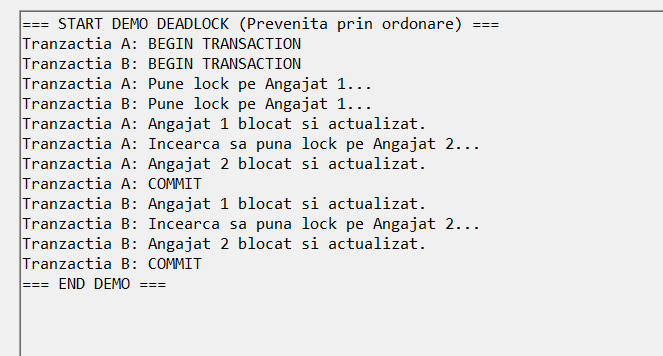 === START DEMO DEADLOCK (Prevenita prin ordonare) ===
Tranzactia A: BEGIN TRANSACTION
Tranzactia B: BEGIN TRANSACTION
Tranzactia A: Pune lock pe Angajat 1...
Tranzactia B: Pune lock pe Angajat 1...
Tranzactia A: Angajat 1 blocat si actualizat.
Tranzactia A: Incearca sa puna lock pe Angajat 2...
Tranzactia A: Angajat 2 blocat si actualizat.
Tranzactia A: COMMIT
Tranzactia B: Angajat 1 blocat si actualizat.
Tranzactia B: Incearca sa puna lock pe Angajat 2...
Tranzactia B: Angajat 2 blocat si actualizat.
Tranzactia B: COMMIT
=== END DEMO ===